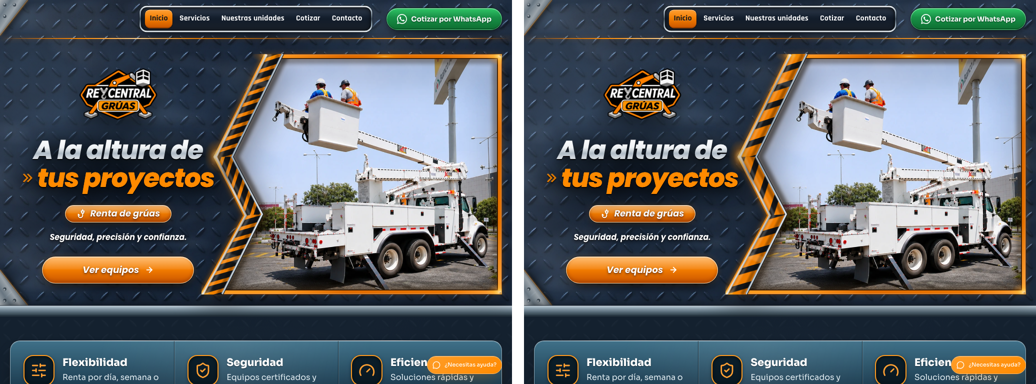 Inicio Servicios Nuestras unidades Cotizar Contacto Cotizar por WhatsApp
REY CENTRAL
GRÚAS
A la altura de
» tus proyectos
Renta de grúas
Seguridad, precisión y confianza.
Ver equipos →
Flexibilidad Seguridad Eficien
¿Necesitas ayuda?
Renta por día, semana o Equipos certificados y Soluciones rápidas y
Inicio Servicios Nuestras unidades Cotizar Contacto Cotizar por WhatsApp
REY CENTRAL
GRÚAS
A la altura de
» tus proyectos
Renta de grúas
Seguridad, precisión y confianza.
Ver equipos →
Flexibilidad Seguridad Eficien
¿Necesitas ayuda?
Renta por día, semana o Equipos certificados y Soluciones rápidas y